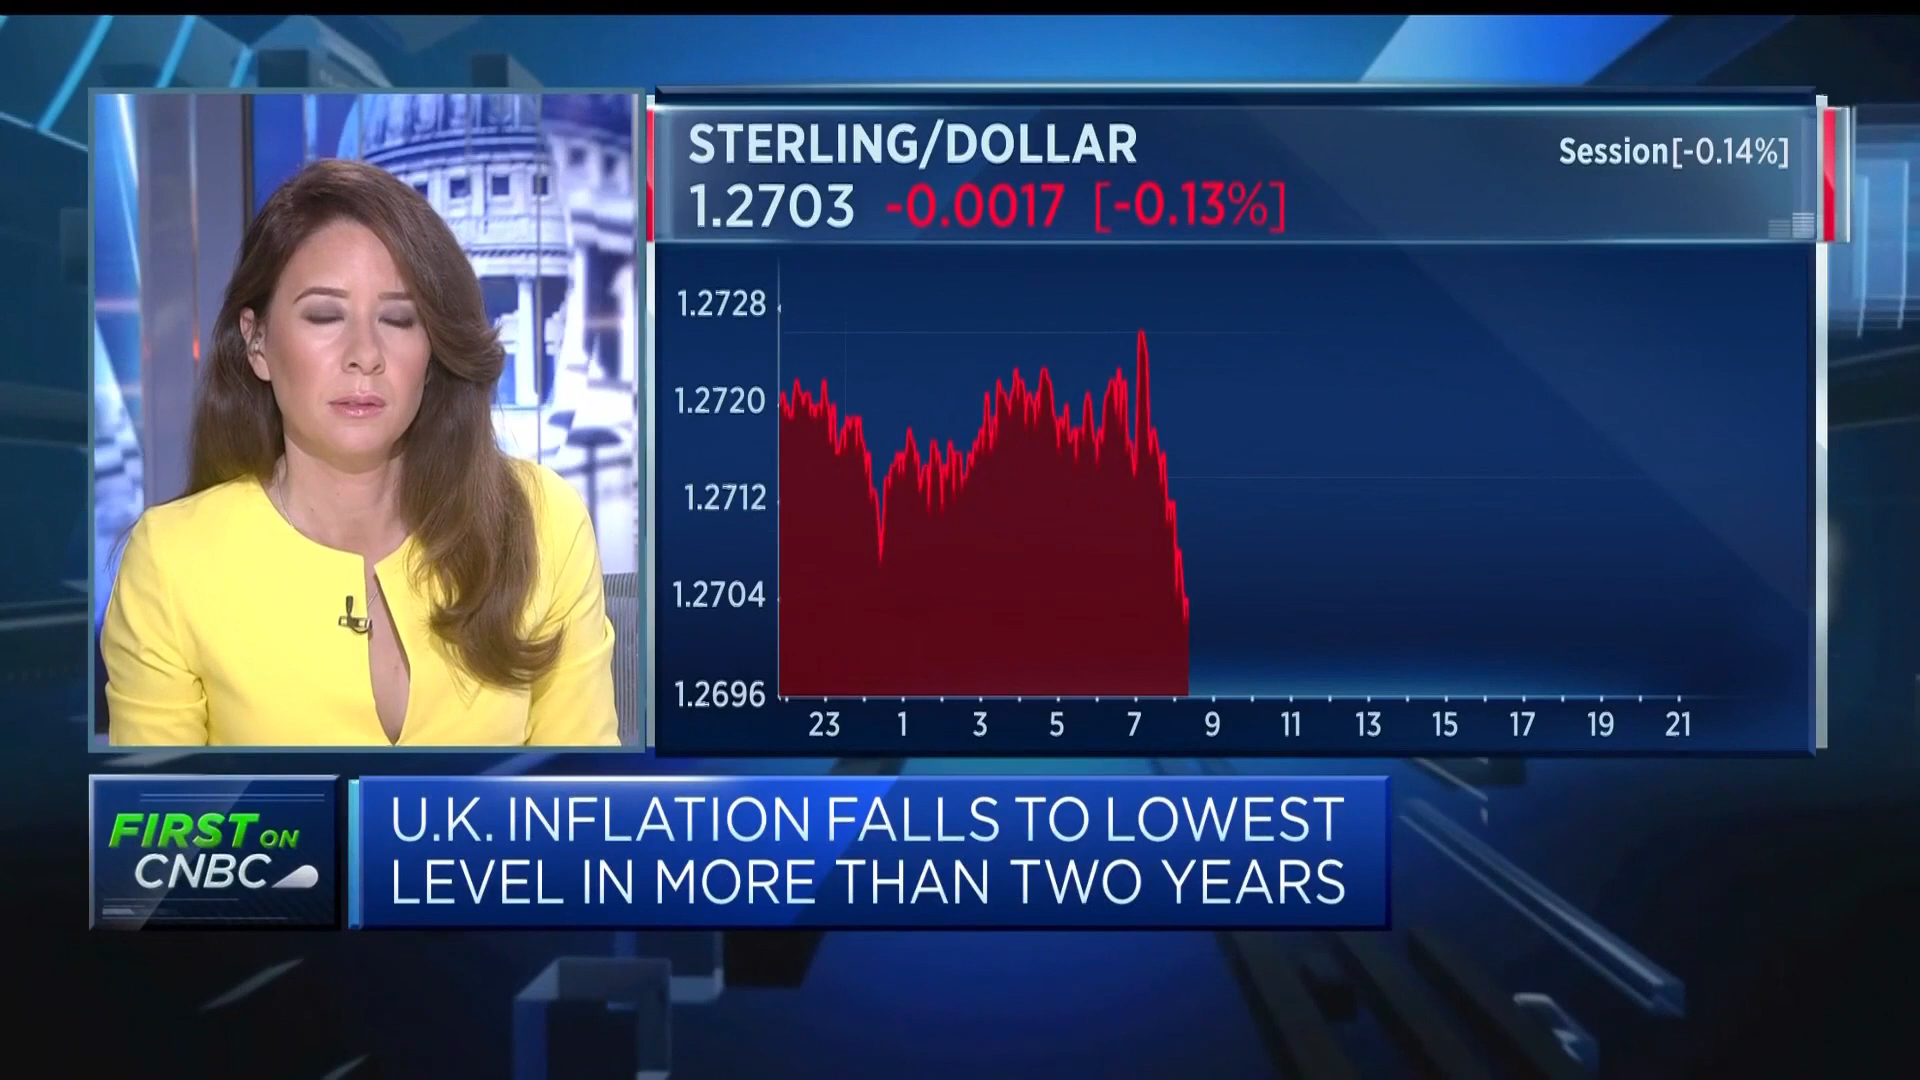 STERLING/DOLLAR
Session[-0.14%]
1.2703 -0.0017 [-0.13%]
1.2728
1.2720
1.2712
1.2704
1.2696
23 1 3 5 7 9 11 13 15 17 19 21
FIRST ON
CNBC
U.K. INFLATION FALLS TO LOWEST
LEVEL IN MORE THAN TWO YEARS